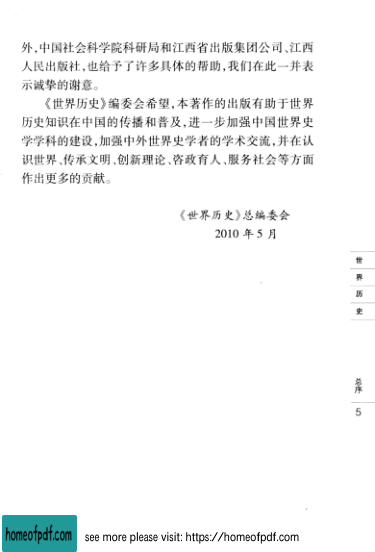 外,中国社会科学院科研局和江西省出版集团公司、江西
人民出版社,也给予了许多具体的帮助,我们在此一并表
示诚挚的谢意。
《世界历史》编委会希望,本著作的出版有助于世界
历史知识在中国的传播和普及,进一步加强中国世界史
学学科的建设,加强中外世界史学者的学术交流,并在认
识世界、传承文明、创新理论、咨政育人、服务社会等方面
作出更多的贡献。
《世界历史》总编委会
2010 年 5 月
世
界
历
史
总序
5
homeofpdf.com
see more please visit: https://homeofpdf.com